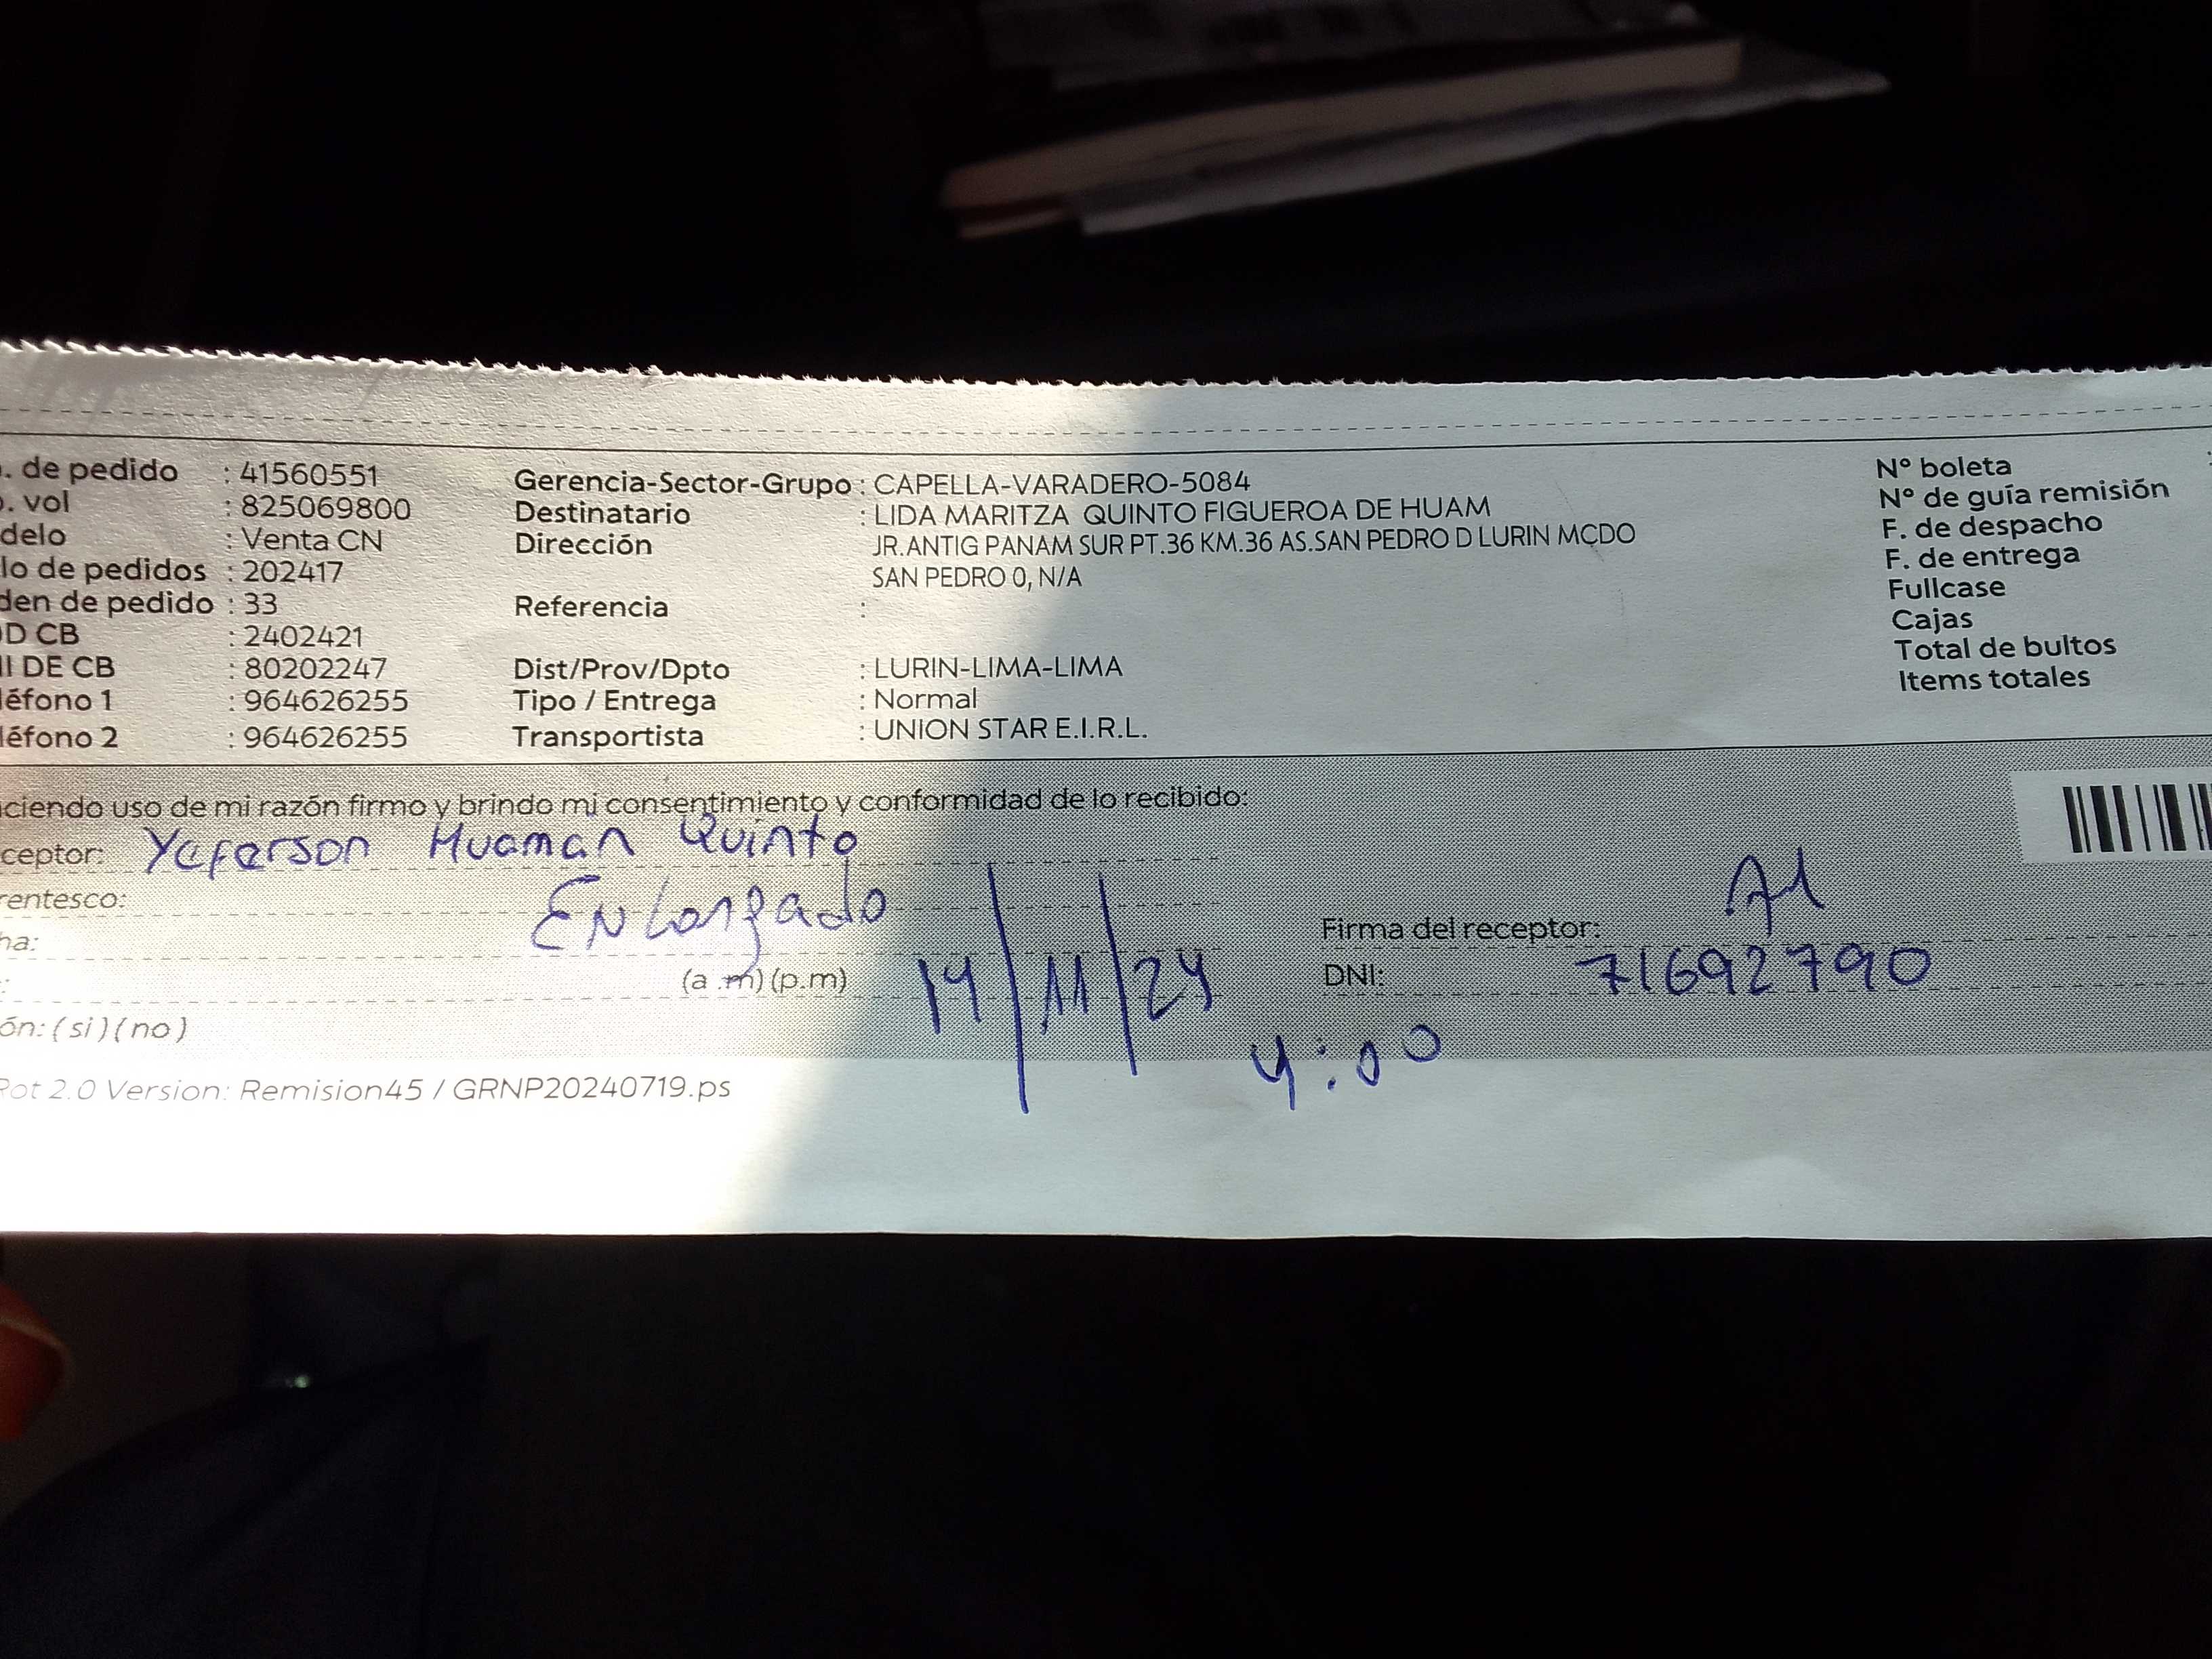 . de pedido : 41560551
. vol : 825069800
delo : Venta CN
lo de pedidos : 202417
den de pedido : 33
D CB : 2402421
I DE CB : 80202247
léfono 1 : 964626255
léfono 2 : 964626255
Gerencia-Sector-Grupo : CAPELLA-VARADERO-5084
Destinatario : LIDA MARITZA QUINTO FIGUEROA DE HUAM
Dirección JR.ANTIG PANAM SUR PT.36 KM.36 AS.SAN PEDRO D LURIN MCDO
SAN PEDRO 0, N/A
Referencia :
Dist/Prov/Dpto : LURIN-LIMA-LIMA
Tipo / Entrega : Normal
Transportista : UNION STAR E.I.R.L.
N° boleta :
N° de guía remisión
F. de despacho
F. de entrega
Fullcase
Cajas
Total de bultos
Items totales
ciendo uso de mi razón firmo y brindo mi consentimiento y conformidad de lo recibido:
ceptor: Yeferson Huaman Quinto
rentesco: Encargado
ha: 14/11/24
: (a.m) (p.m) 4:00
ón: (si) (no)
Firma del receptor:
DNI: 71692790
Rot 2.0 Version: Remision45 / GRNP20240719.ps